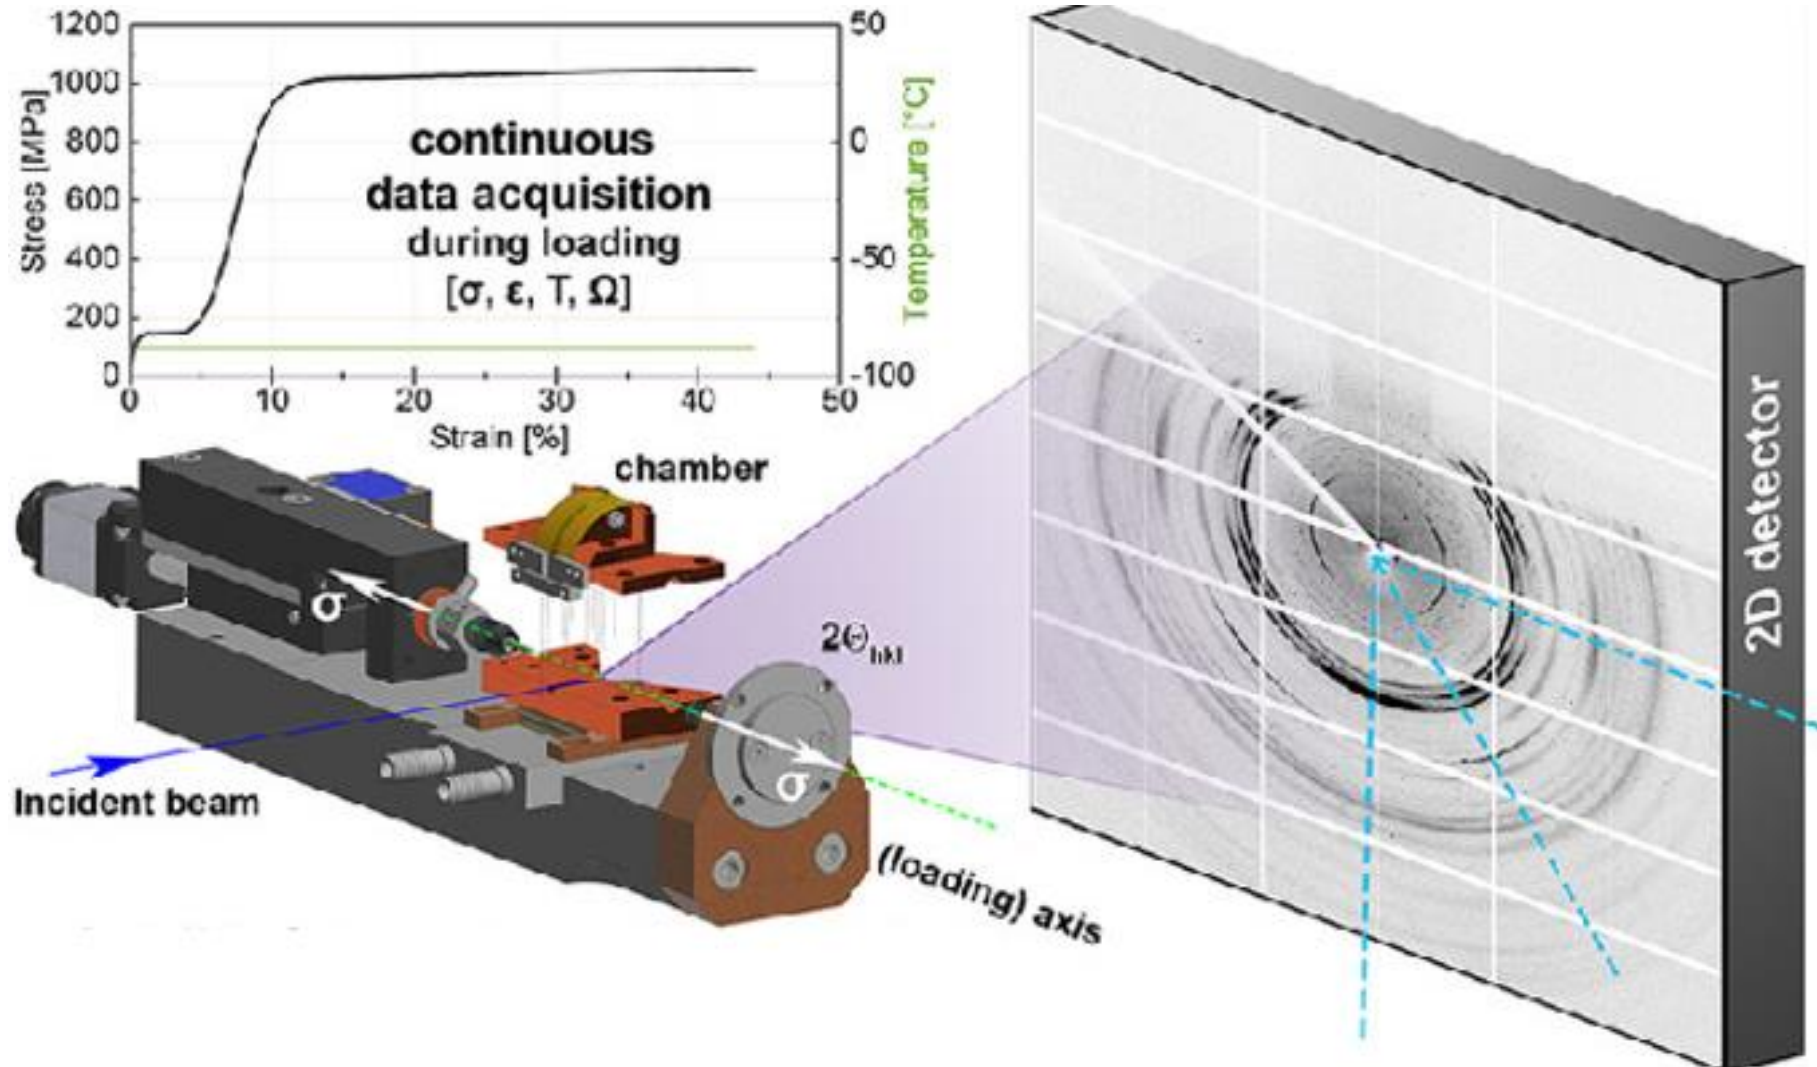 1200
1000
800
600
400
200
0
Stress [MPa]
50
0
-50
-100
Temperature [°C]
continuous
data acquisition
during loading
[σ, ε, T, Ω]
0 10 20 30 40 50
Strain [%]
chamber
σ
2Θhkl
σ
Incident beam
(loading) axis
2D detector